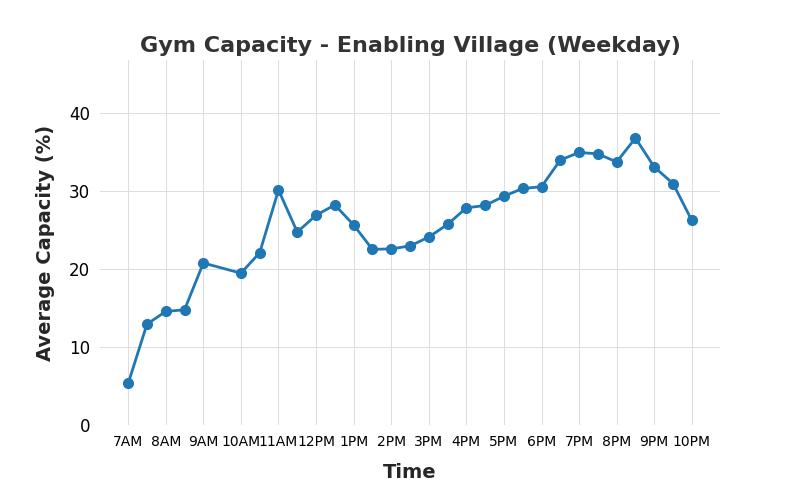 Gym Capacity - Enabling Village (Weekday)
Average Capacity (%)
40
30
20
10
0
7AM 8AM 9AM 10AM 11AM 12PM 1PM 2PM 3PM 4PM 5PM 6PM 7PM 8PM 9PM 10PM
Time